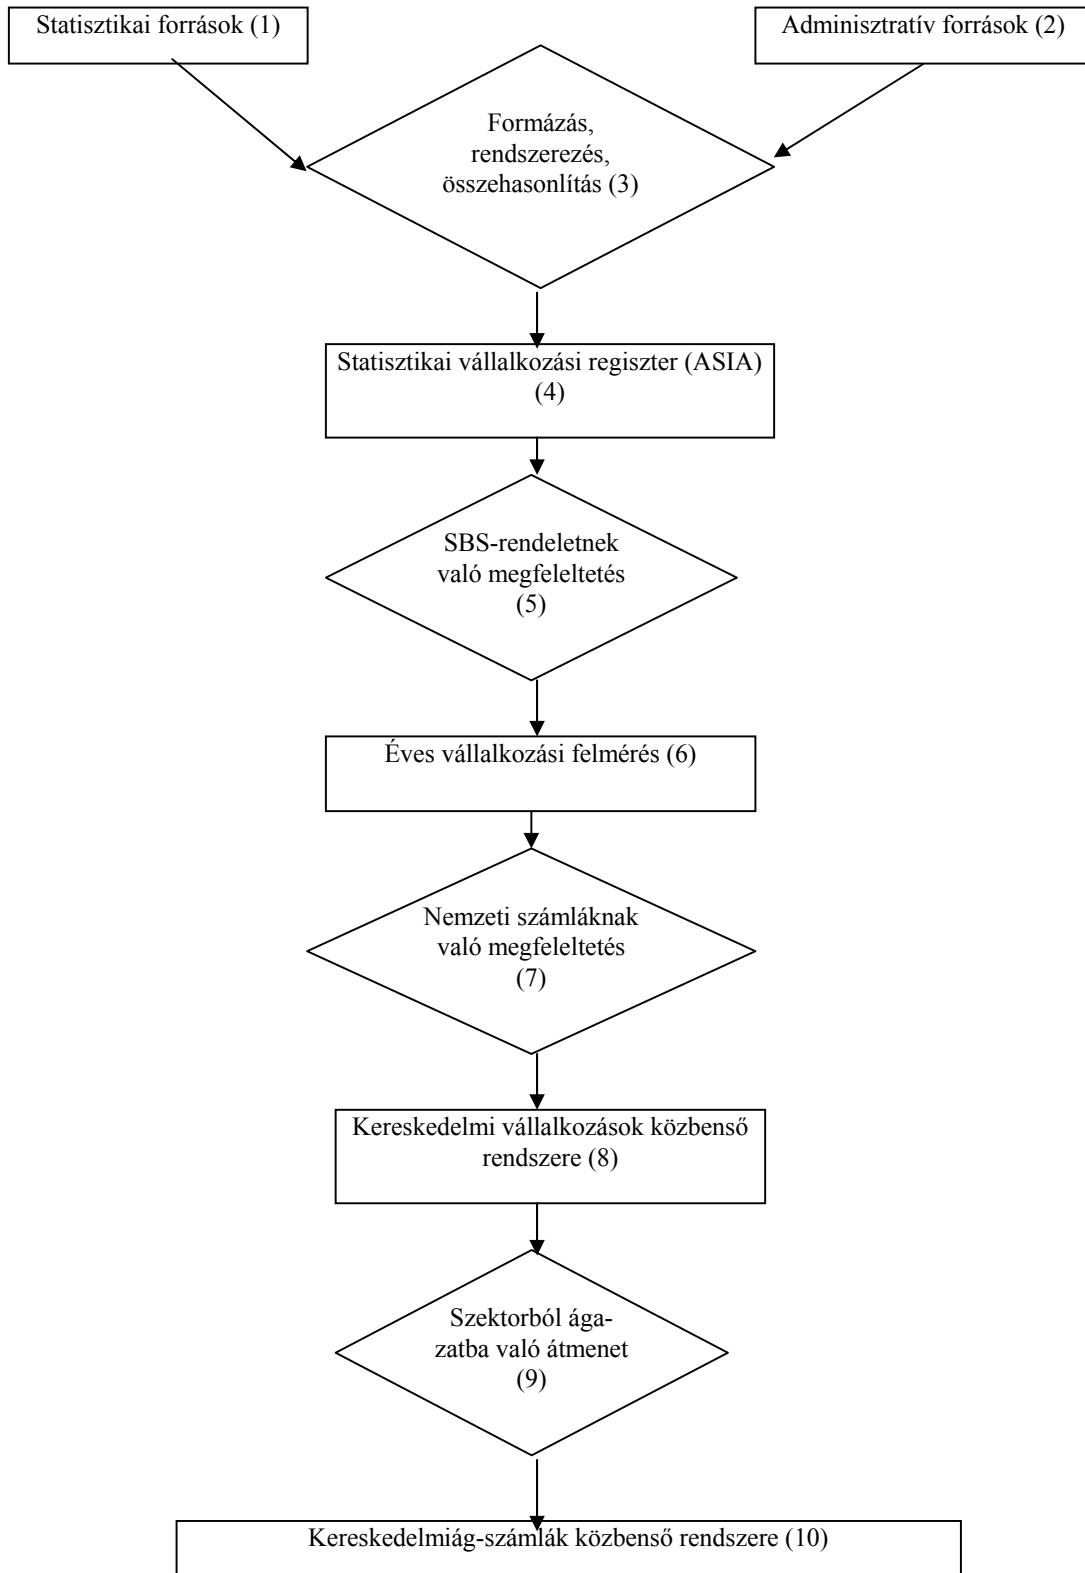 Statisztikai források (1)
Adminisztratív források (2)
Formázás,
rendszerezés,
összehasonlítás (3)
Statisztikai vállalkozási regiszter (ASIA)
(4)
SBS-rendeletnek
való megfeleltetés
(5)
Éves vállalkozási felmérés (6)
Nemzeti számláknak
való megfeleltetés
(7)
Kereskedelmi vállalkozások közbenső
rendszere (8)
Szektorból ága-
zatba való átmenet
(9)
Kereskedelmiág-számlák közbenső rendszere (10)